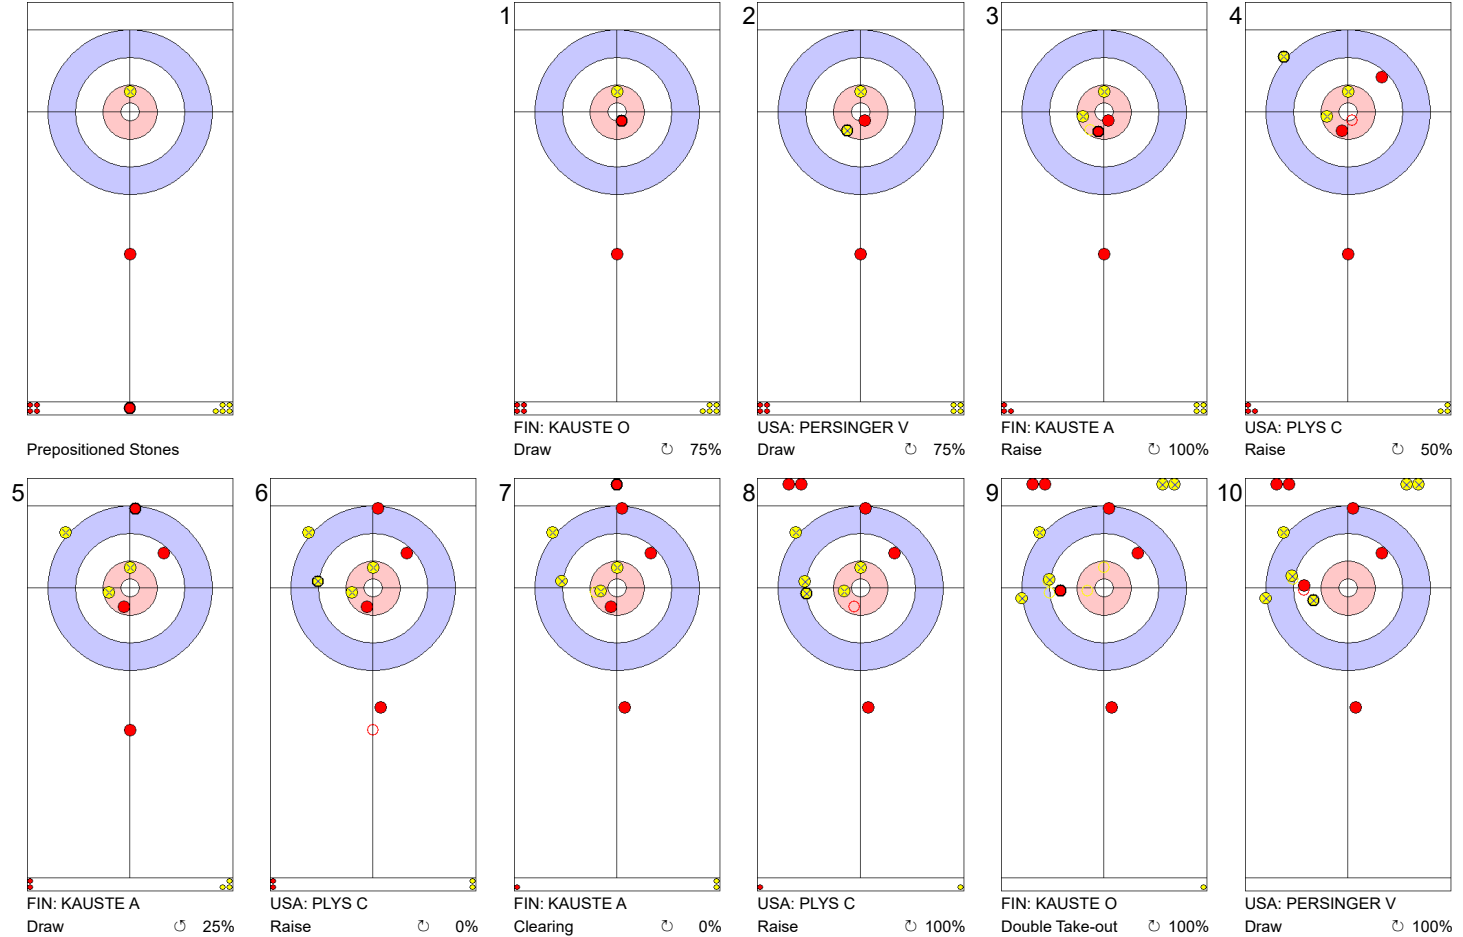 Prepositioned Stones
1
FIN: KAUSTE O
Draw ↻ 75%
2
USA: PERSINGER V
Draw ↻ 75%
3
FIN: KAUSTE A
Raise ↻ 100%
4
USA: PLYS C
Raise ↻ 50%
5
FIN: KAUSTE A
Draw ↺ 25%
6
USA: PLYS C
Raise ↻ 0%
7
FIN: KAUSTE A
Clearing ↻ 0%
8
USA: PLYS C
Raise ↻ 100%
9
FIN: KAUSTE O
Double Take-out ↻ 100%
10
USA: PERSINGER V
Draw ↻ 100%